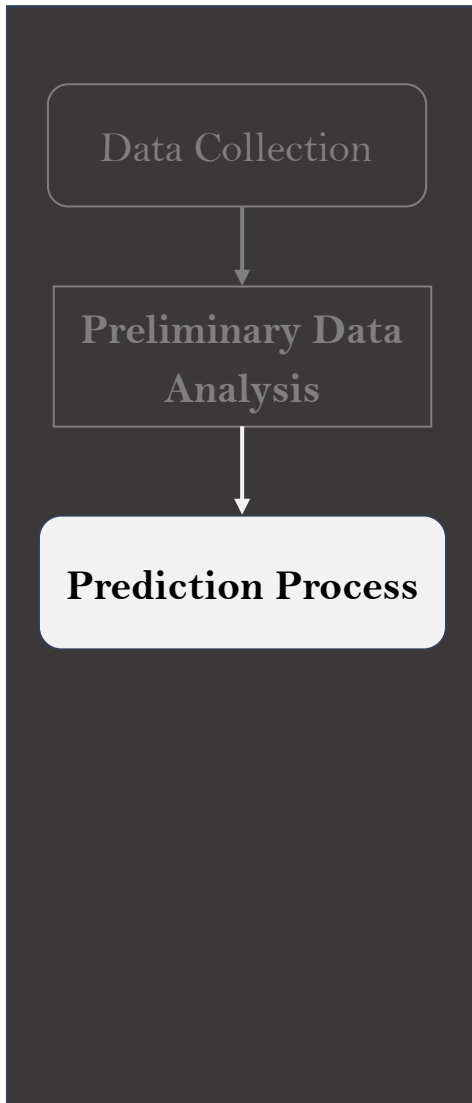 Data Collection
Preliminary Data
Analysis
Prediction Process